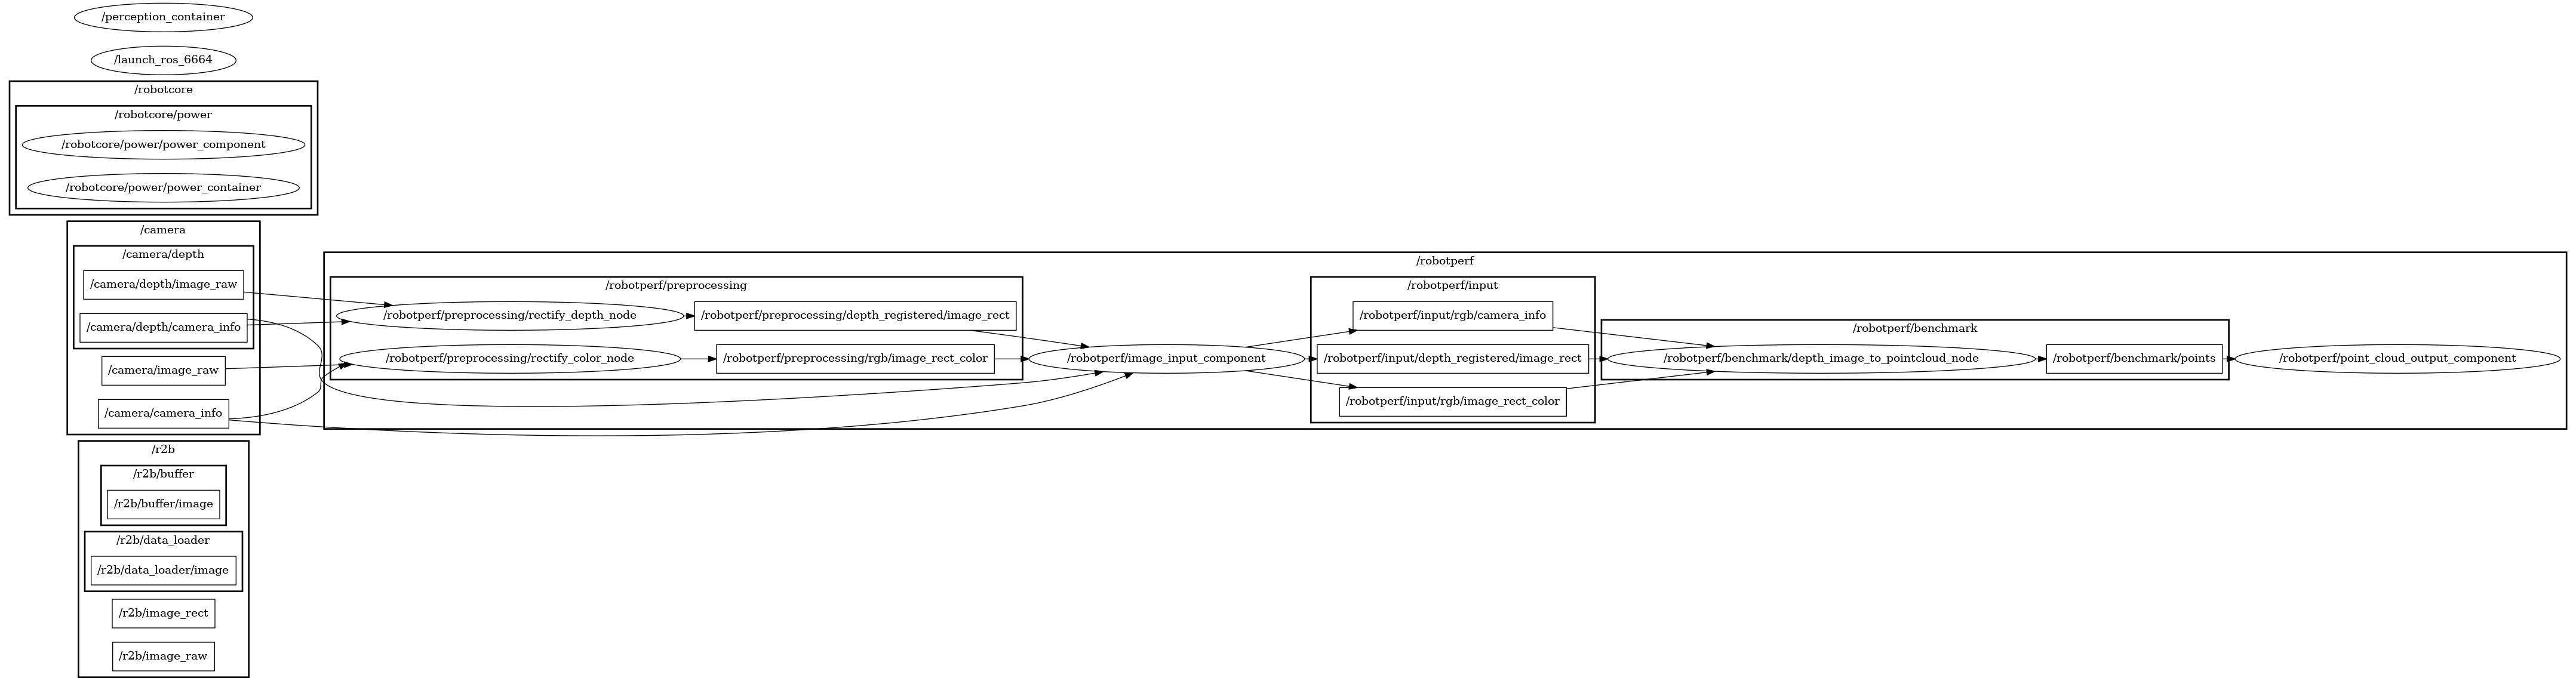 /perception_container
/launch_ros_6664
/robotcore
/robotcore/power
/robotcore/power/power_component
/robotcore/power/power_container
/camera
/camera/depth
/camera/depth/image_raw
/camera/depth/camera_info
/camera/image_raw
/camera/camera_info
/r2b
/r2b/buffer
/r2b/buffer/image
/r2b/data_loader
/r2b/data_loader/image
/r2b/image_rect
/r2b/image_raw
/robotperf
/robotperf/preprocessing
/robotperf/preprocessing/rectify_depth_node
/robotperf/preprocessing/depth_registered/image_rect
/robotperf/preprocessing/rectify_color_node
/robotperf/preprocessing/rgb/image_rect_color
/robotperf/image_input_component
/robotperf/input
/robotperf/input/rgb/camera_info
/robotperf/input/depth_registered/image_rect
/robotperf/input/rgb/image_rect_color
/robotperf/benchmark
/robotperf/benchmark/depth_image_to_pointcloud_node
/robotperf/benchmark/points
/robotperf/point_cloud_output_component